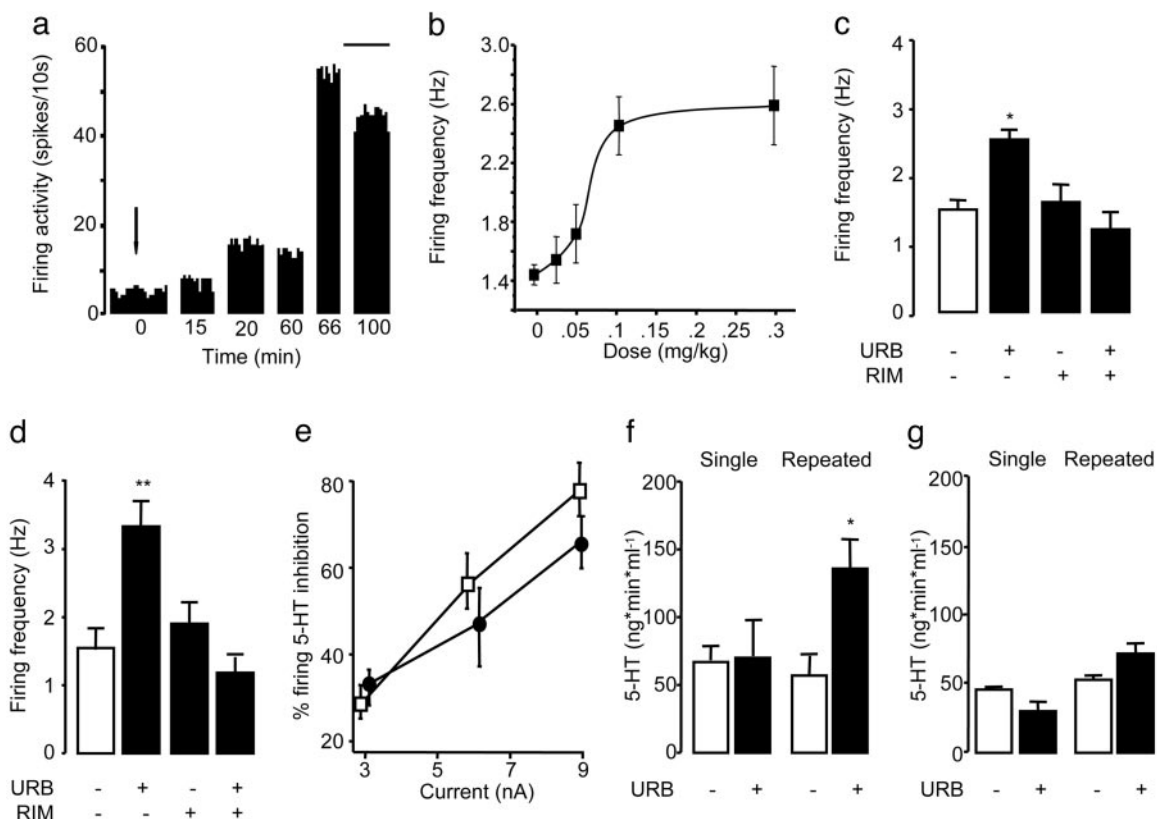 a
Firing activity (spikes/10s)
60
40
20
0
0 15 20 60 66 100
Time (min)
b
Firing frequency (Hz)
3.0
2.6
2.2
1.8
1.4
0 .05 .1 .15 .2 .25 .3
Dose (mg/kg)
c
Firing frequency (Hz)
4
3
2
1
0
*
URB - + - +
RIM - - + +
d
Firing frequency (Hz)
4
3
2
1
0
**
URB - + - +
RIM - - + +
e
% firing 5-HT inhibition
80
60
40
20
3 5 7 9
Current (nA)
f
Single Repeated
5-HT (ng*min*ml-1)
200
150
100
50
0
*
URB - + - +
g
Single Repeated
5-HT (ng*min*ml-1)
200
150
100
50
0
URB - + - +